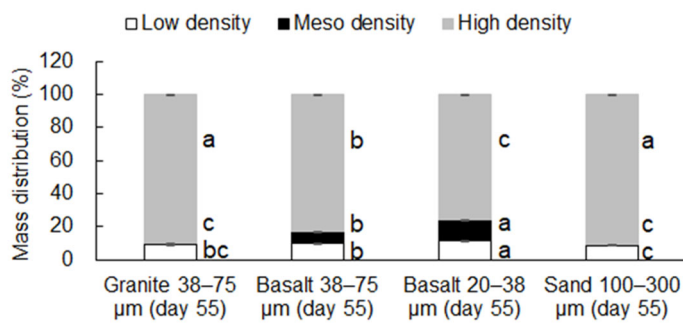 Low density Meso density High density
120
100
80
60
40
20
0
Mass distribution (%)
a b c a
c b a c
bc b a c
Granite 38–75 Basalt 38–75 Basalt 20–38 Sand 100–300
µm (day 55) µm (day 55) µm (day 55) µm (day 55)